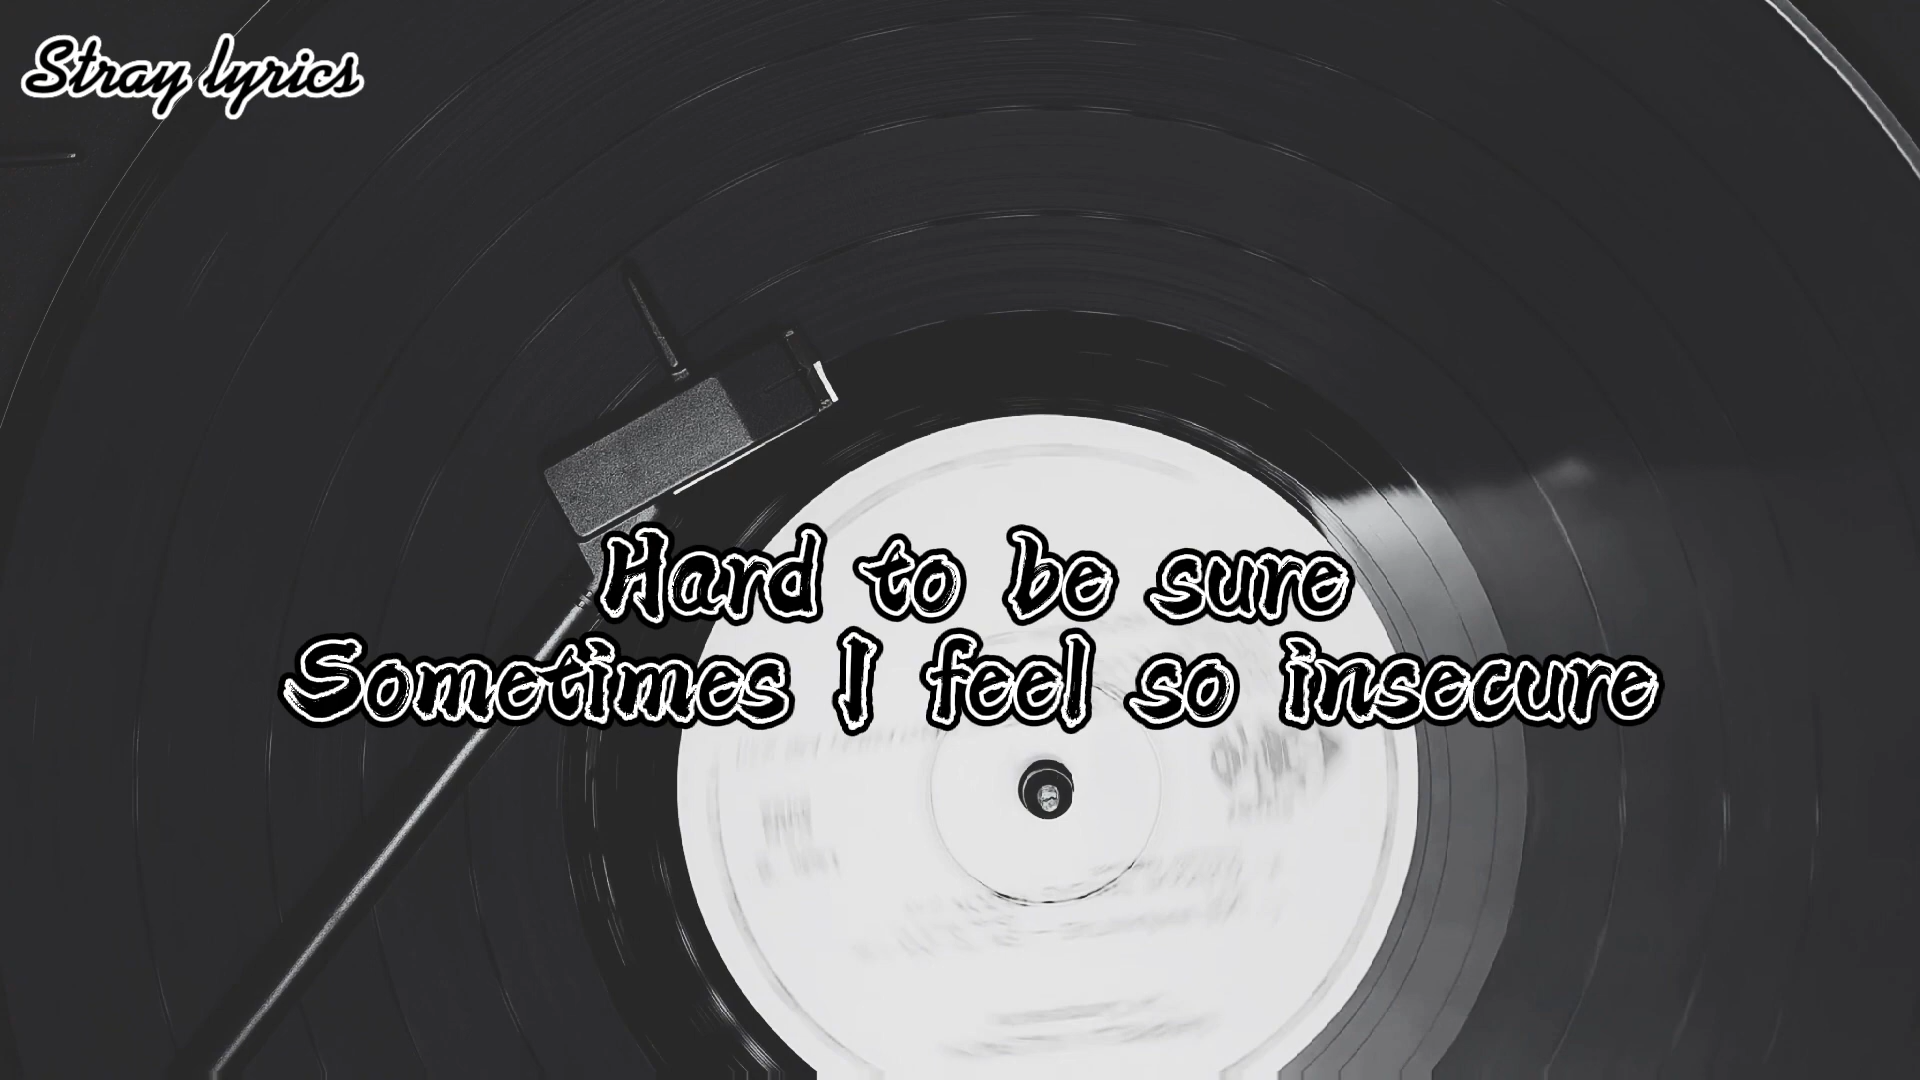 Stray lyrics
Hard to be sure
Sometimes I feel so insecure